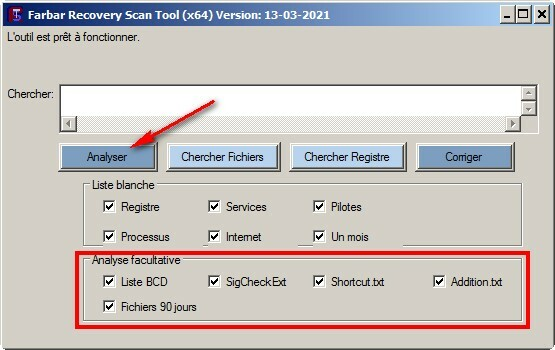 Farbar Recovery Scan Tool (x64) Version: 13-03-2021
L'outil est prêt à fonctionner.
Chercher:
Analyser Chercher Fichiers Chercher Registre Corriger
Liste blanche
Registre Services Pilotes
Processus Internet Un mois
Analyse facultative
Liste BCD SigCheckExt Shortcut.txt Addition.txt
Fichiers 90 jours